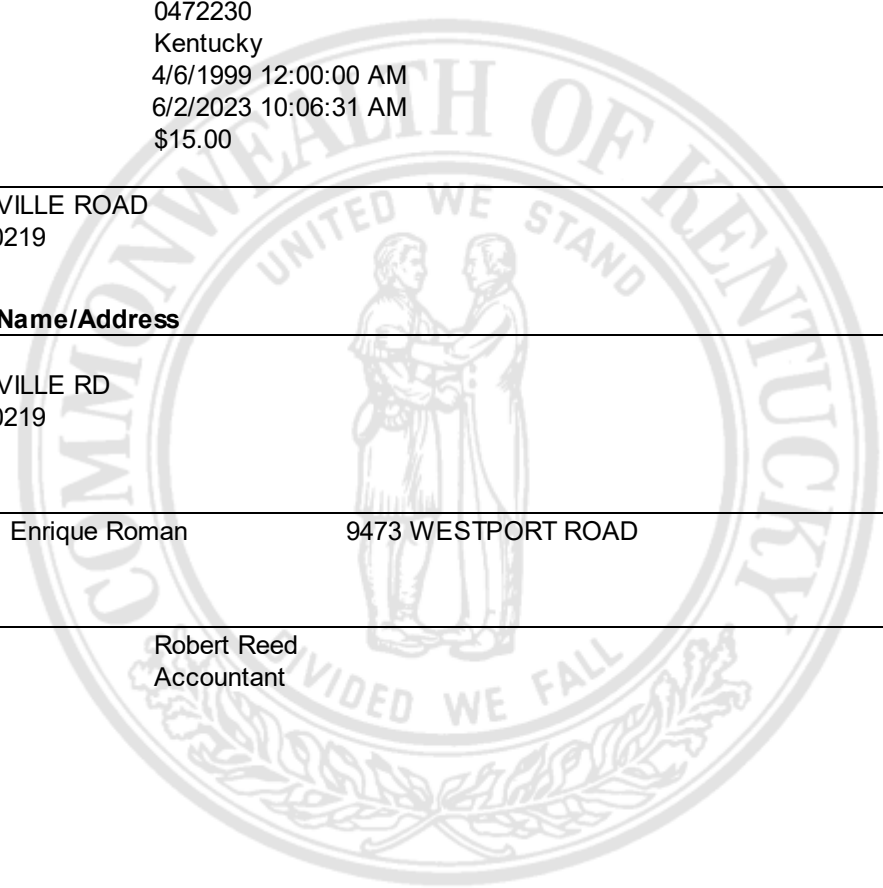 0472230
Kentucky
4/6/1999 12:00:00 AM
6/2/2023 10:06:31 AM
$15.00
VILLE ROAD
0219
Name/Address
VILLE RD
0219
Enrique Roman 9473 WESTPORT ROAD
Robert Reed
Accountant
COMMONWEALTH OF KENTUCKY
UNITED WE STAND
DIVIDED WE FALL